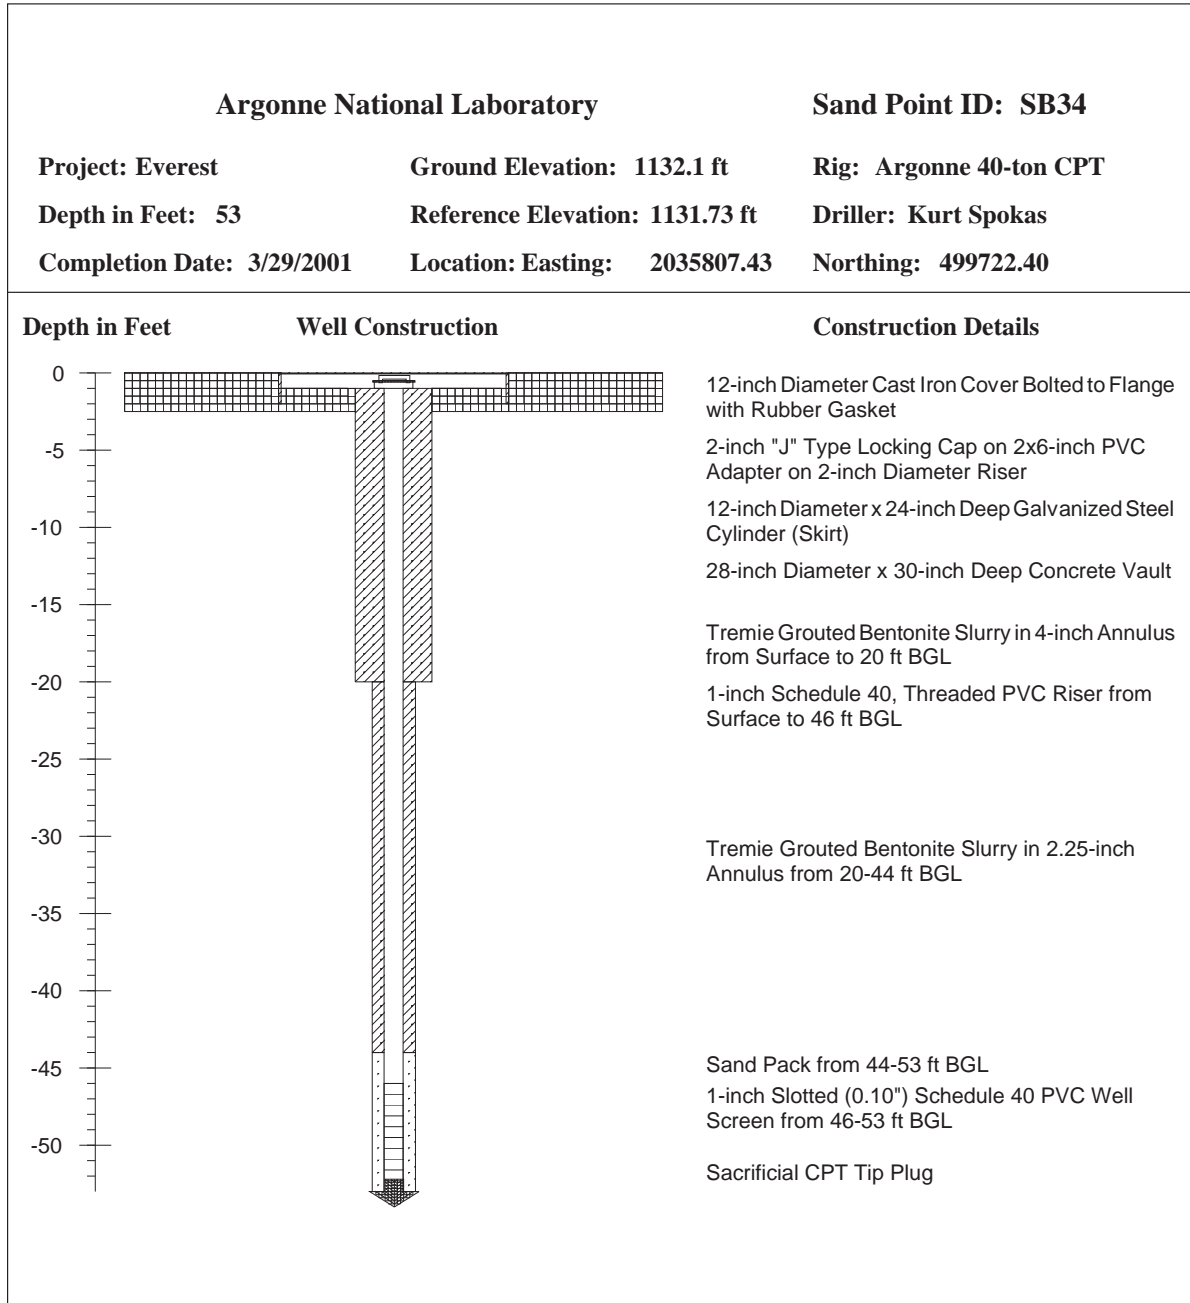 Argonne National Laboratory Sand Point ID: SB34
Project: Everest Ground Elevation: 1132.1 ft Rig: Argonne 40-ton CPT
Depth in Feet: 53 Reference Elevation: 1131.73 ft Driller: Kurt Spokas
Completion Date: 3/29/2001 Location: Easting: 2035807.43 Northing: 499722.40
Depth in Feet Well Construction Construction Details
0
-5
-10
-15
-20
-25
-30
-35
-40
-45
-50
12-inch Diameter Cast Iron Cover Bolted to Flange
with Rubber Gasket
2-inch "J" Type Locking Cap on 2x6-inch PVC
Adapter on 2-inch Diameter Riser
12-inch Diameter x 24-inch Deep Galvanized Steel
Cylinder (Skirt)
28-inch Diameter x 30-inch Deep Concrete Vault
Tremie Grouted Bentonite Slurry in 4-inch Annulus
from Surface to 20 ft BGL
1-inch Schedule 40, Threaded PVC Riser from
Surface to 46 ft BGL
Tremie Grouted Bentonite Slurry in 2.25-inch
Annulus from 20-44 ft BGL
Sand Pack from 44-53 ft BGL
1-inch Slotted (0.10") Schedule 40 PVC Well
Screen from 46-53 ft BGL
Sacrificial CPT Tip Plug